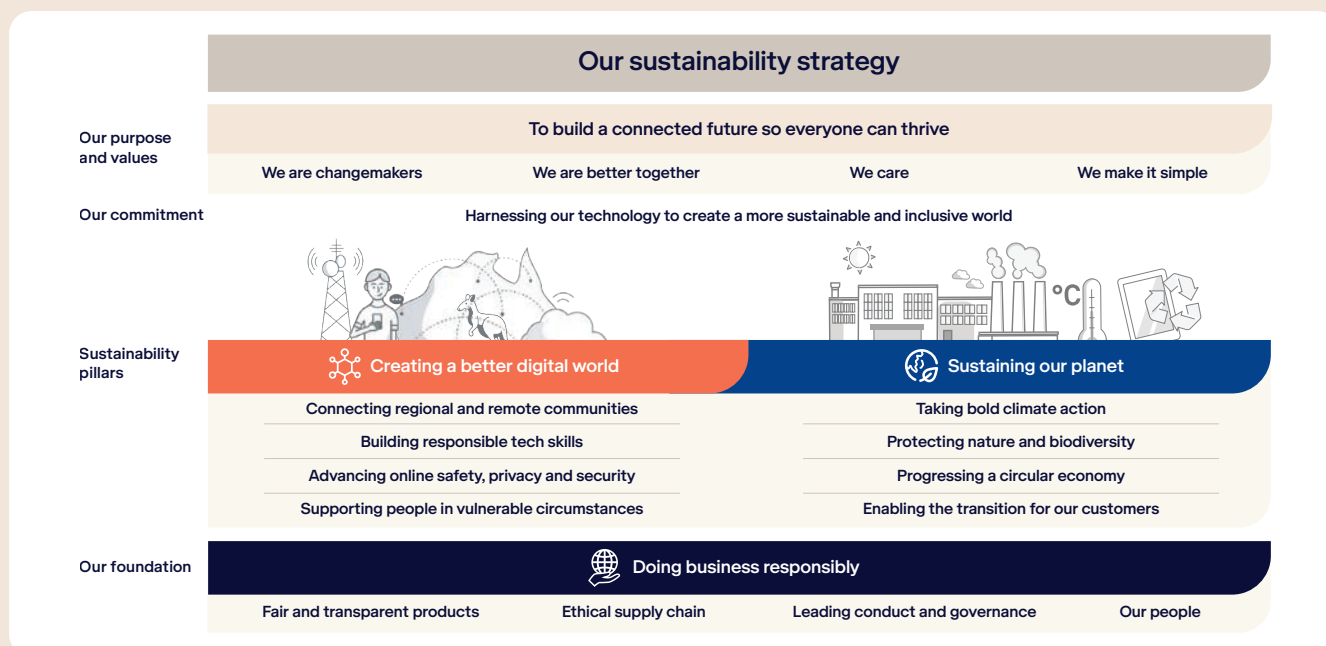 Our sustainability strategy
Our purpose
and values
To build a connected future so everyone can thrive
We are changemakers
We are better together
We care
We make it simple
Our commitment
Harnessing our technology to create a more sustainable and inclusive world
°C
Sustainability
pillars
Creating a better digital world
Connecting regional and remote communities
Building responsible tech skills
Advancing online safety, privacy and security
Supporting people in vulnerable circumstances
Sustaining our planet
Taking bold climate action
Protecting nature and biodiversity
Progressing a circular economy
Enabling the transition for our customers
Our foundation
Doing business responsibly
Fair and transparent products
Ethical supply chain
Leading conduct and governance
Our people